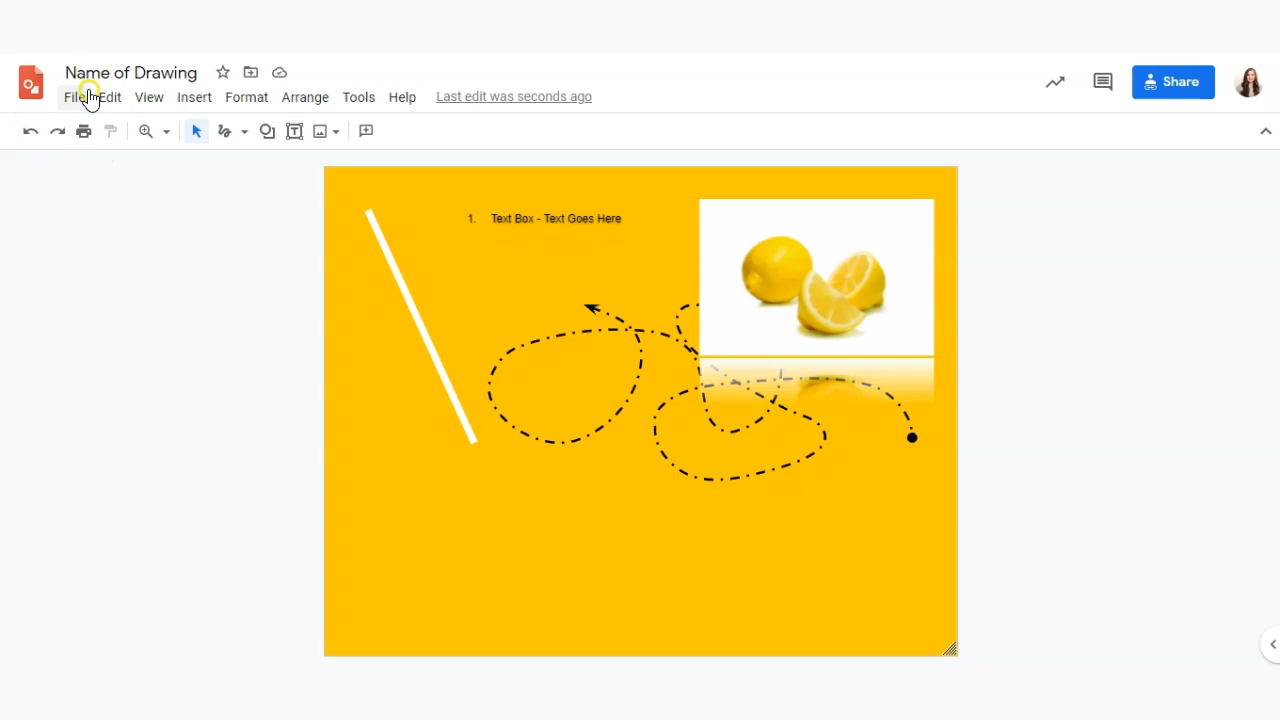 Name of Drawing
File Edit View Insert Format Arrange Tools Help Last edit was seconds ago
Share
1. Text Box - Text Goes Here